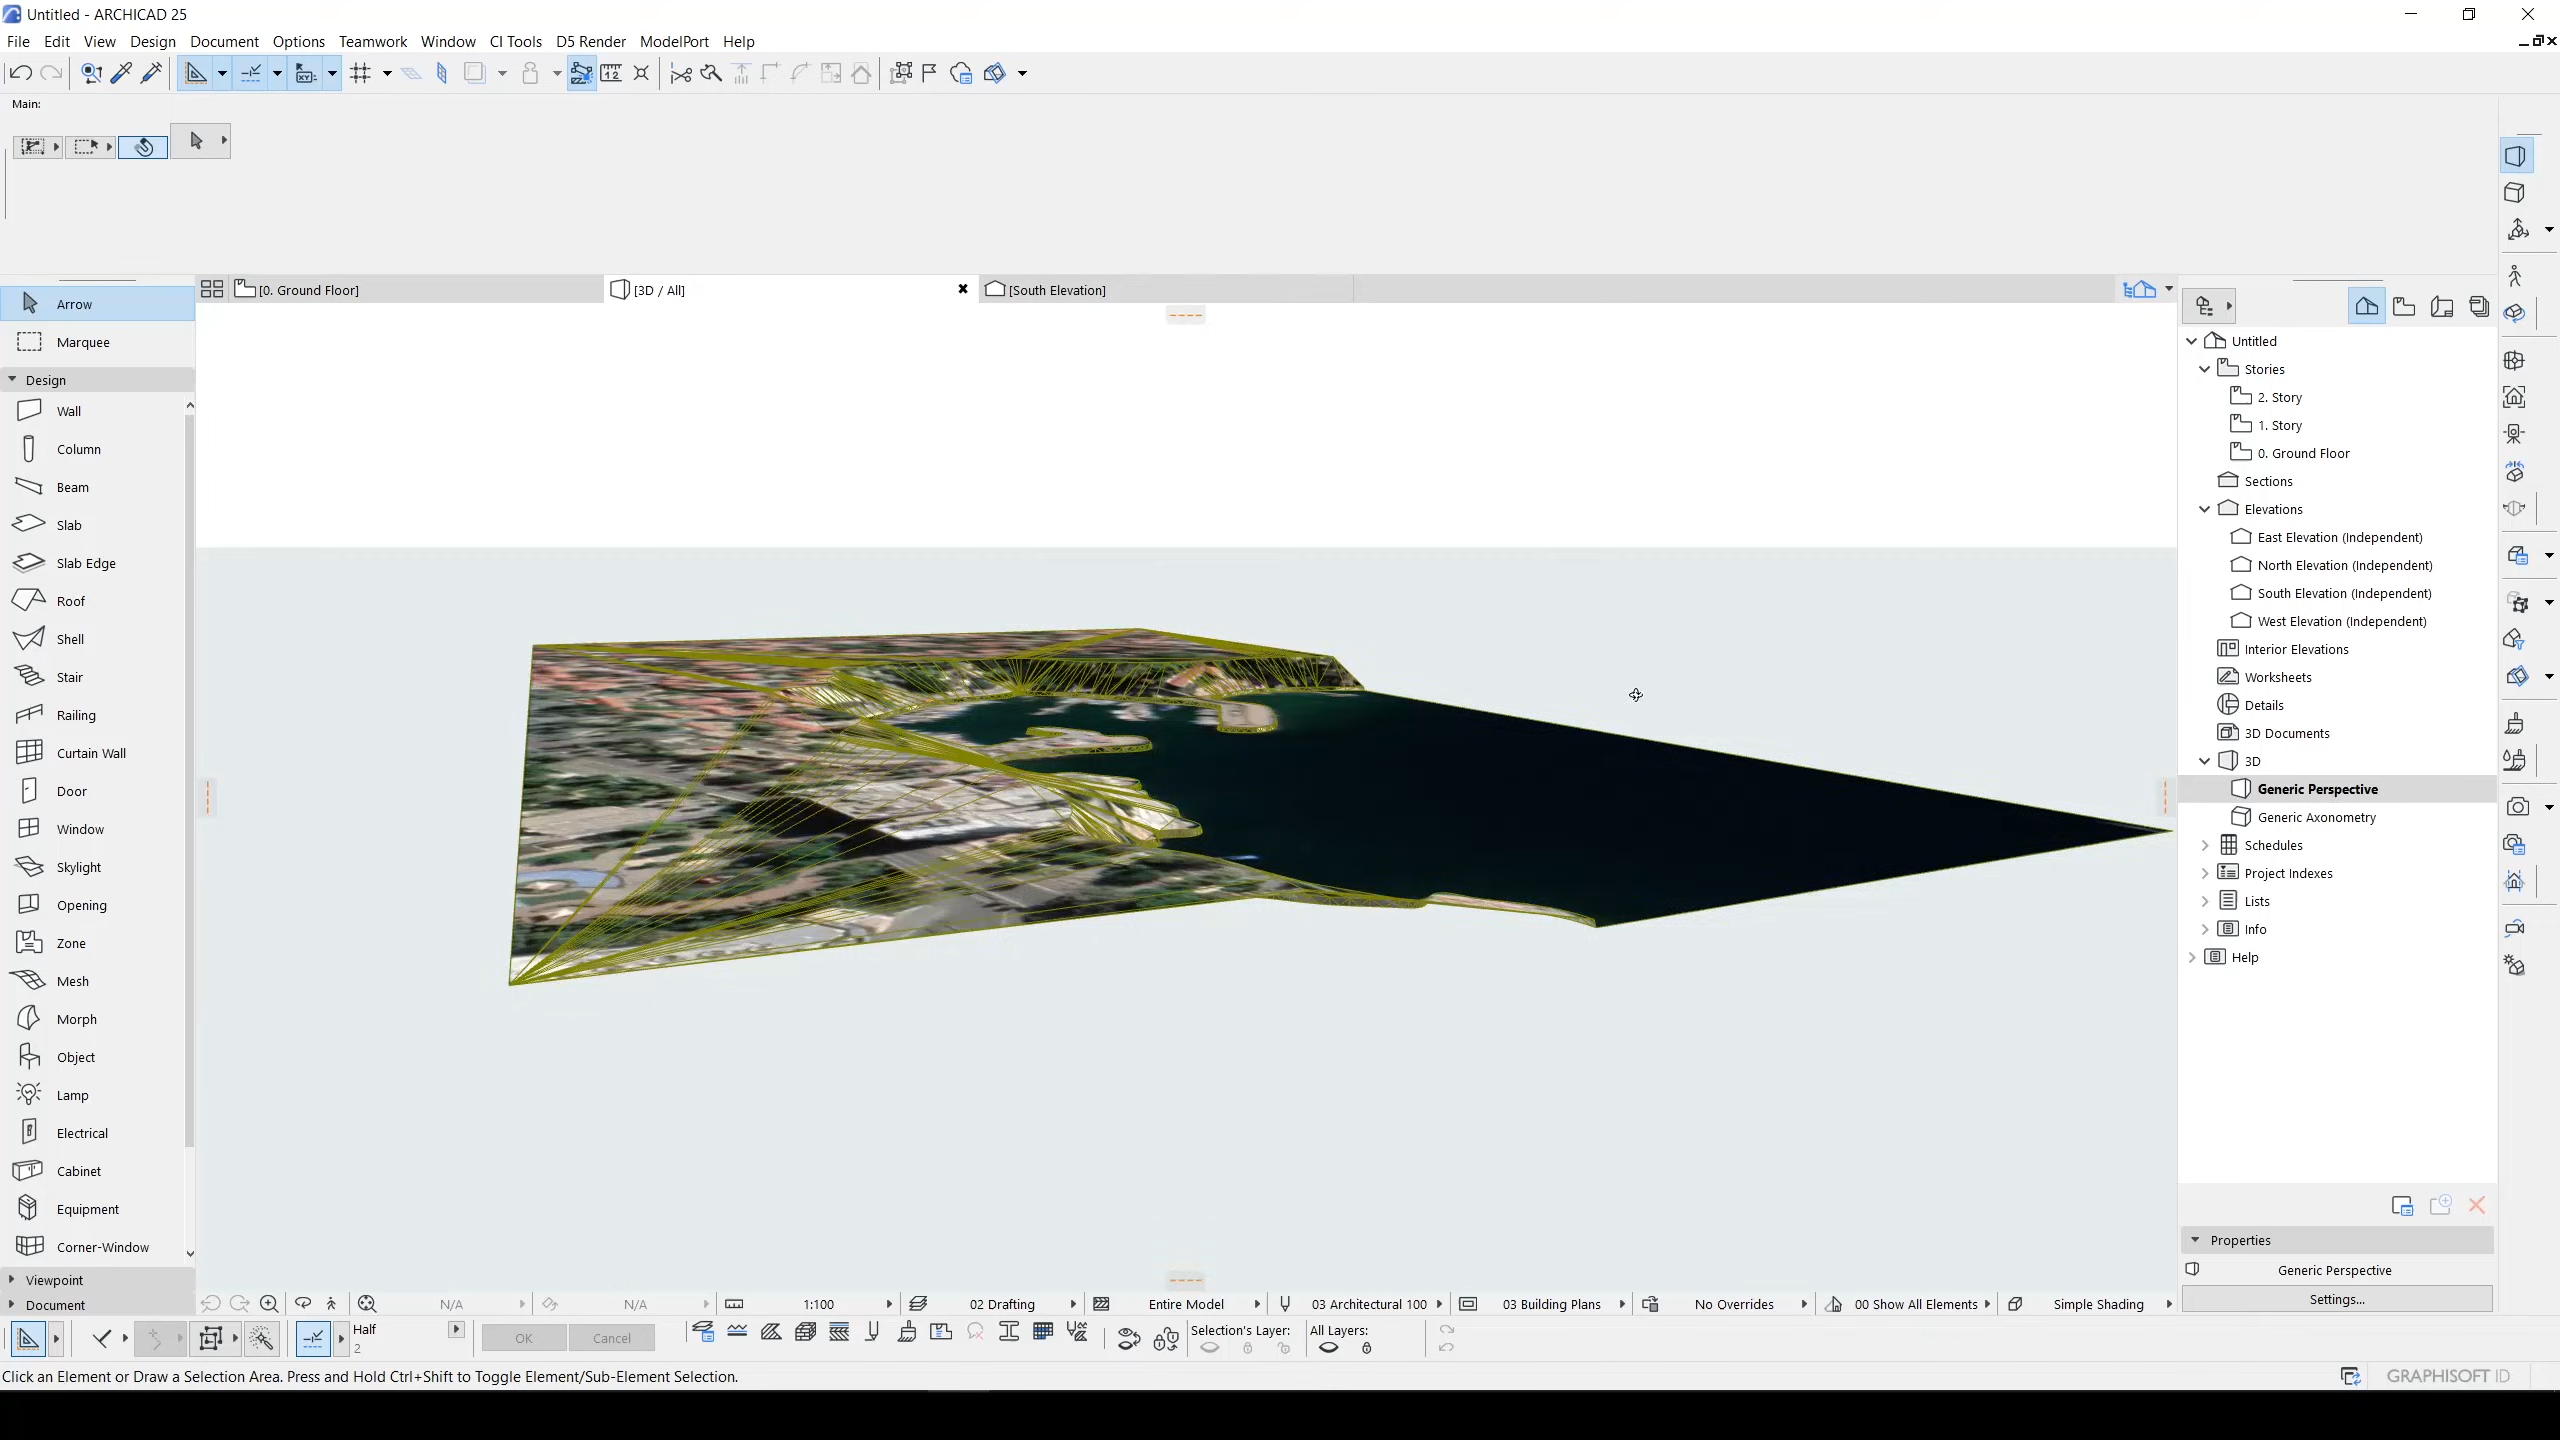 Untitled - ARCHICAD 25
File Edit View Design Document Options Teamwork Window CI Tools D5 Render ModelPort Help
Main:
[0. Ground Floor]
[3D / All]
[South Elevation]
Arrow
Marquee
Design
Wall
Column
Beam
Slab
Slab Edge
Roof
Shell
Stair
Railing
Curtain Wall
Door
Window
Skylight
Opening
Zone
Mesh
Morph
Object
Lamp
Electrical
Cabinet
Equipment
Corner-Window
Viewpoint
Document
Untitled
Stories
2. Story
1. Story
0. Ground Floor
Sections
Elevations
East Elevation (Independent)
North Elevation (Independent)
South Elevation (Independent)
West Elevation (Independent)
Interior Elevations
Worksheets
Details
3D Documents
3D
Generic Perspective
Generic Axonometry
Schedules
Project Indexes
Lists
Info
Help
Properties
Generic Perspective
Settings...
N/A N/A 1:100 02 Drafting Entire Model 03 Architectural 100 03 Building Plans No Overrides 00 Show All Elements Simple Shading
Half
2
OK Cancel
Selection's Layer: All Layers:
Click an Element or Draw a Selection Area. Press and Hold Ctrl+Shift to Toggle Element/Sub-Element Selection.
GRAPHISOFT ID